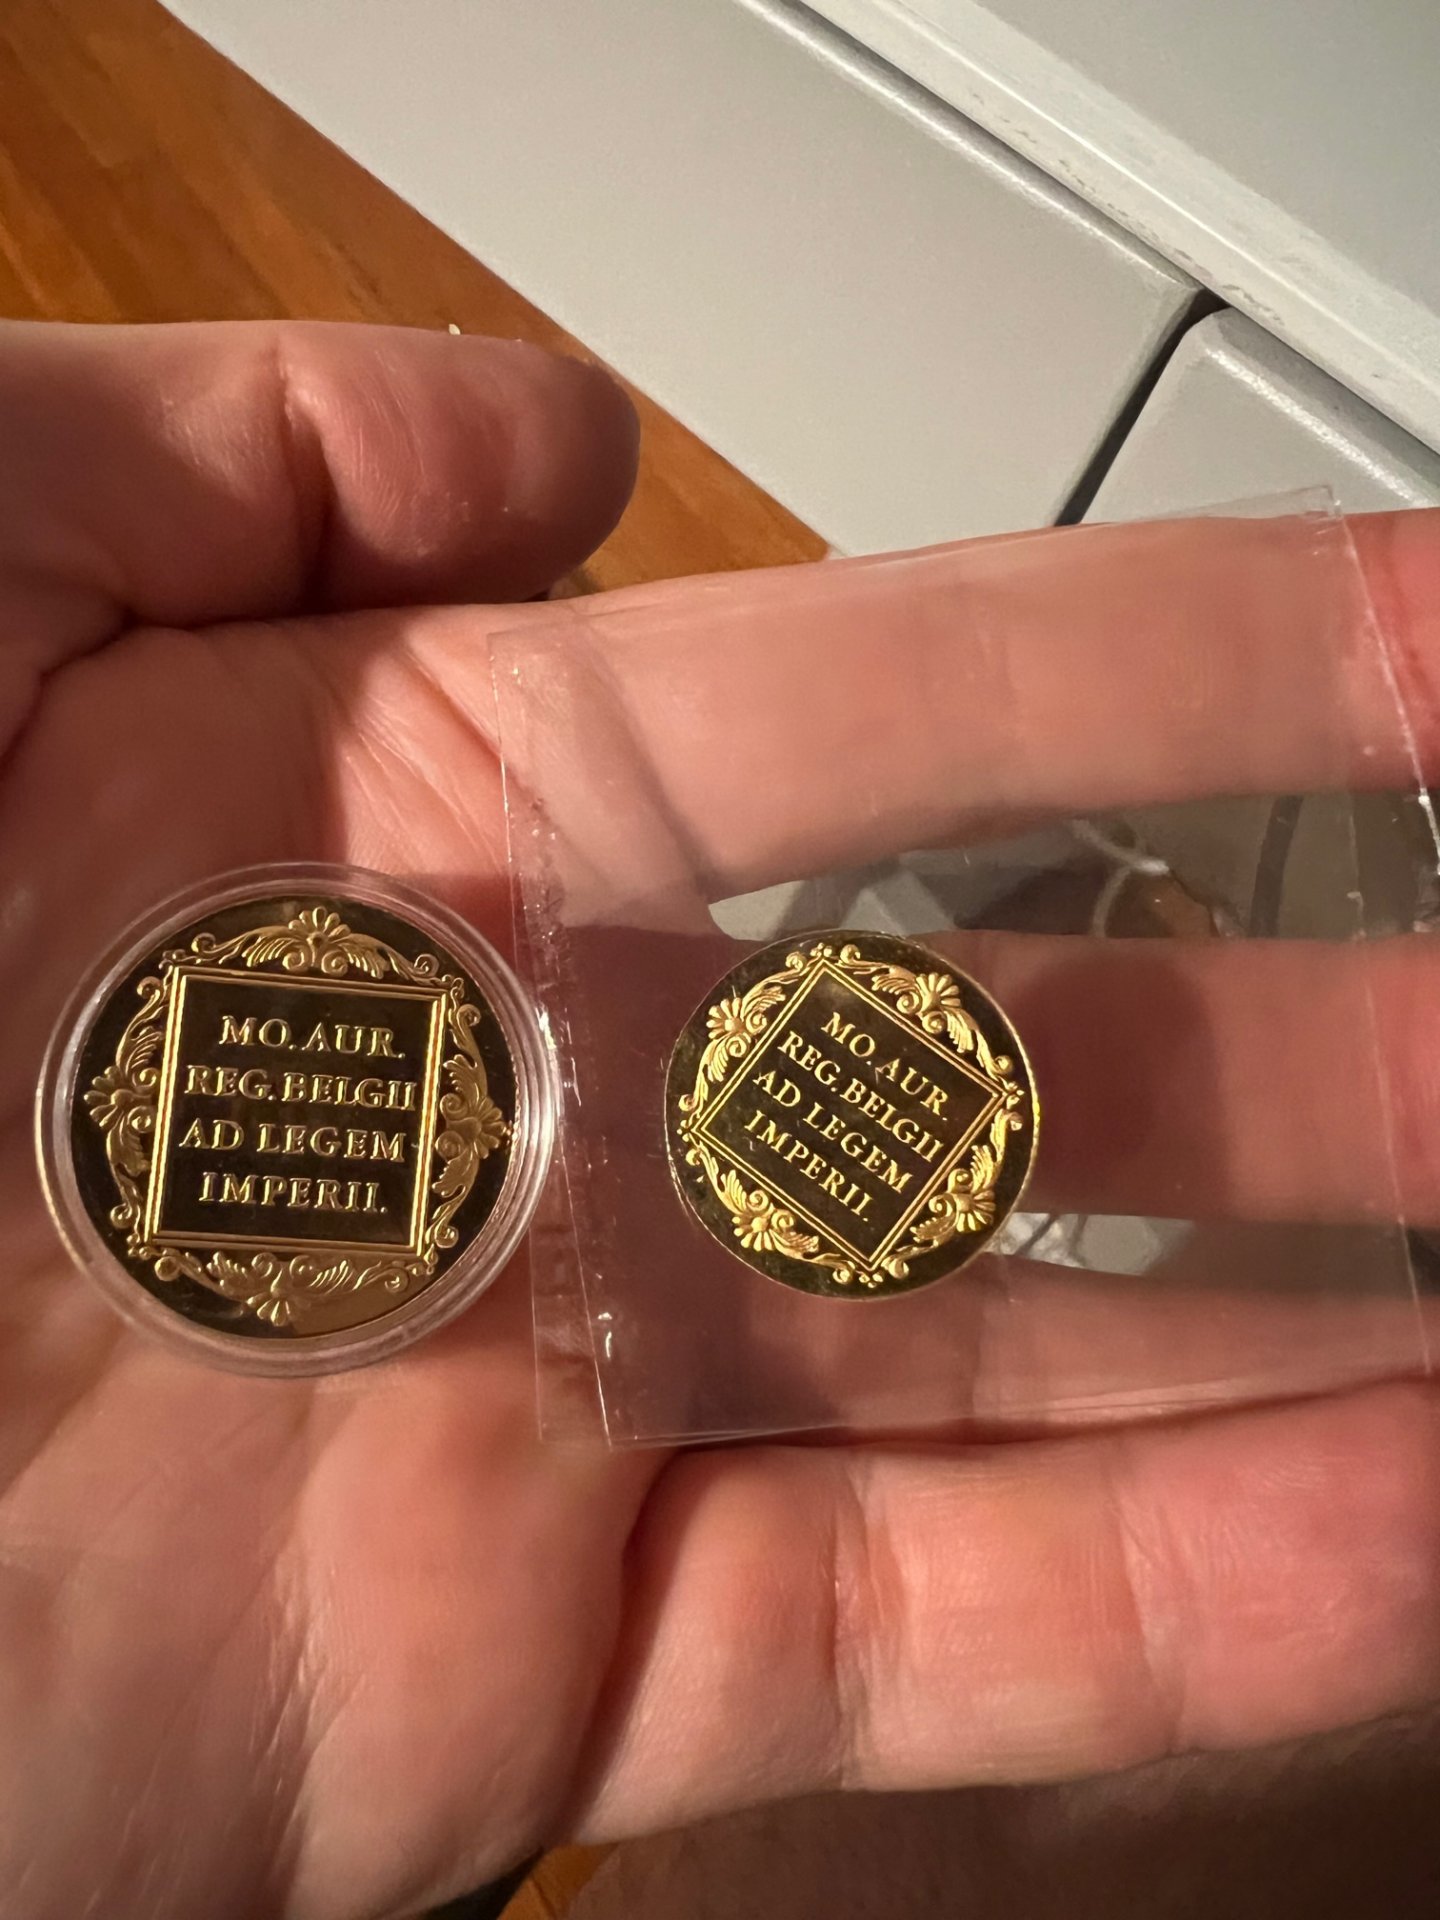 MO. AUR.
REG. BELGII
AD LEGEM
IMPERII.
MO. AUR.
REG. BELGII
AD LEGEM
IMPERII.